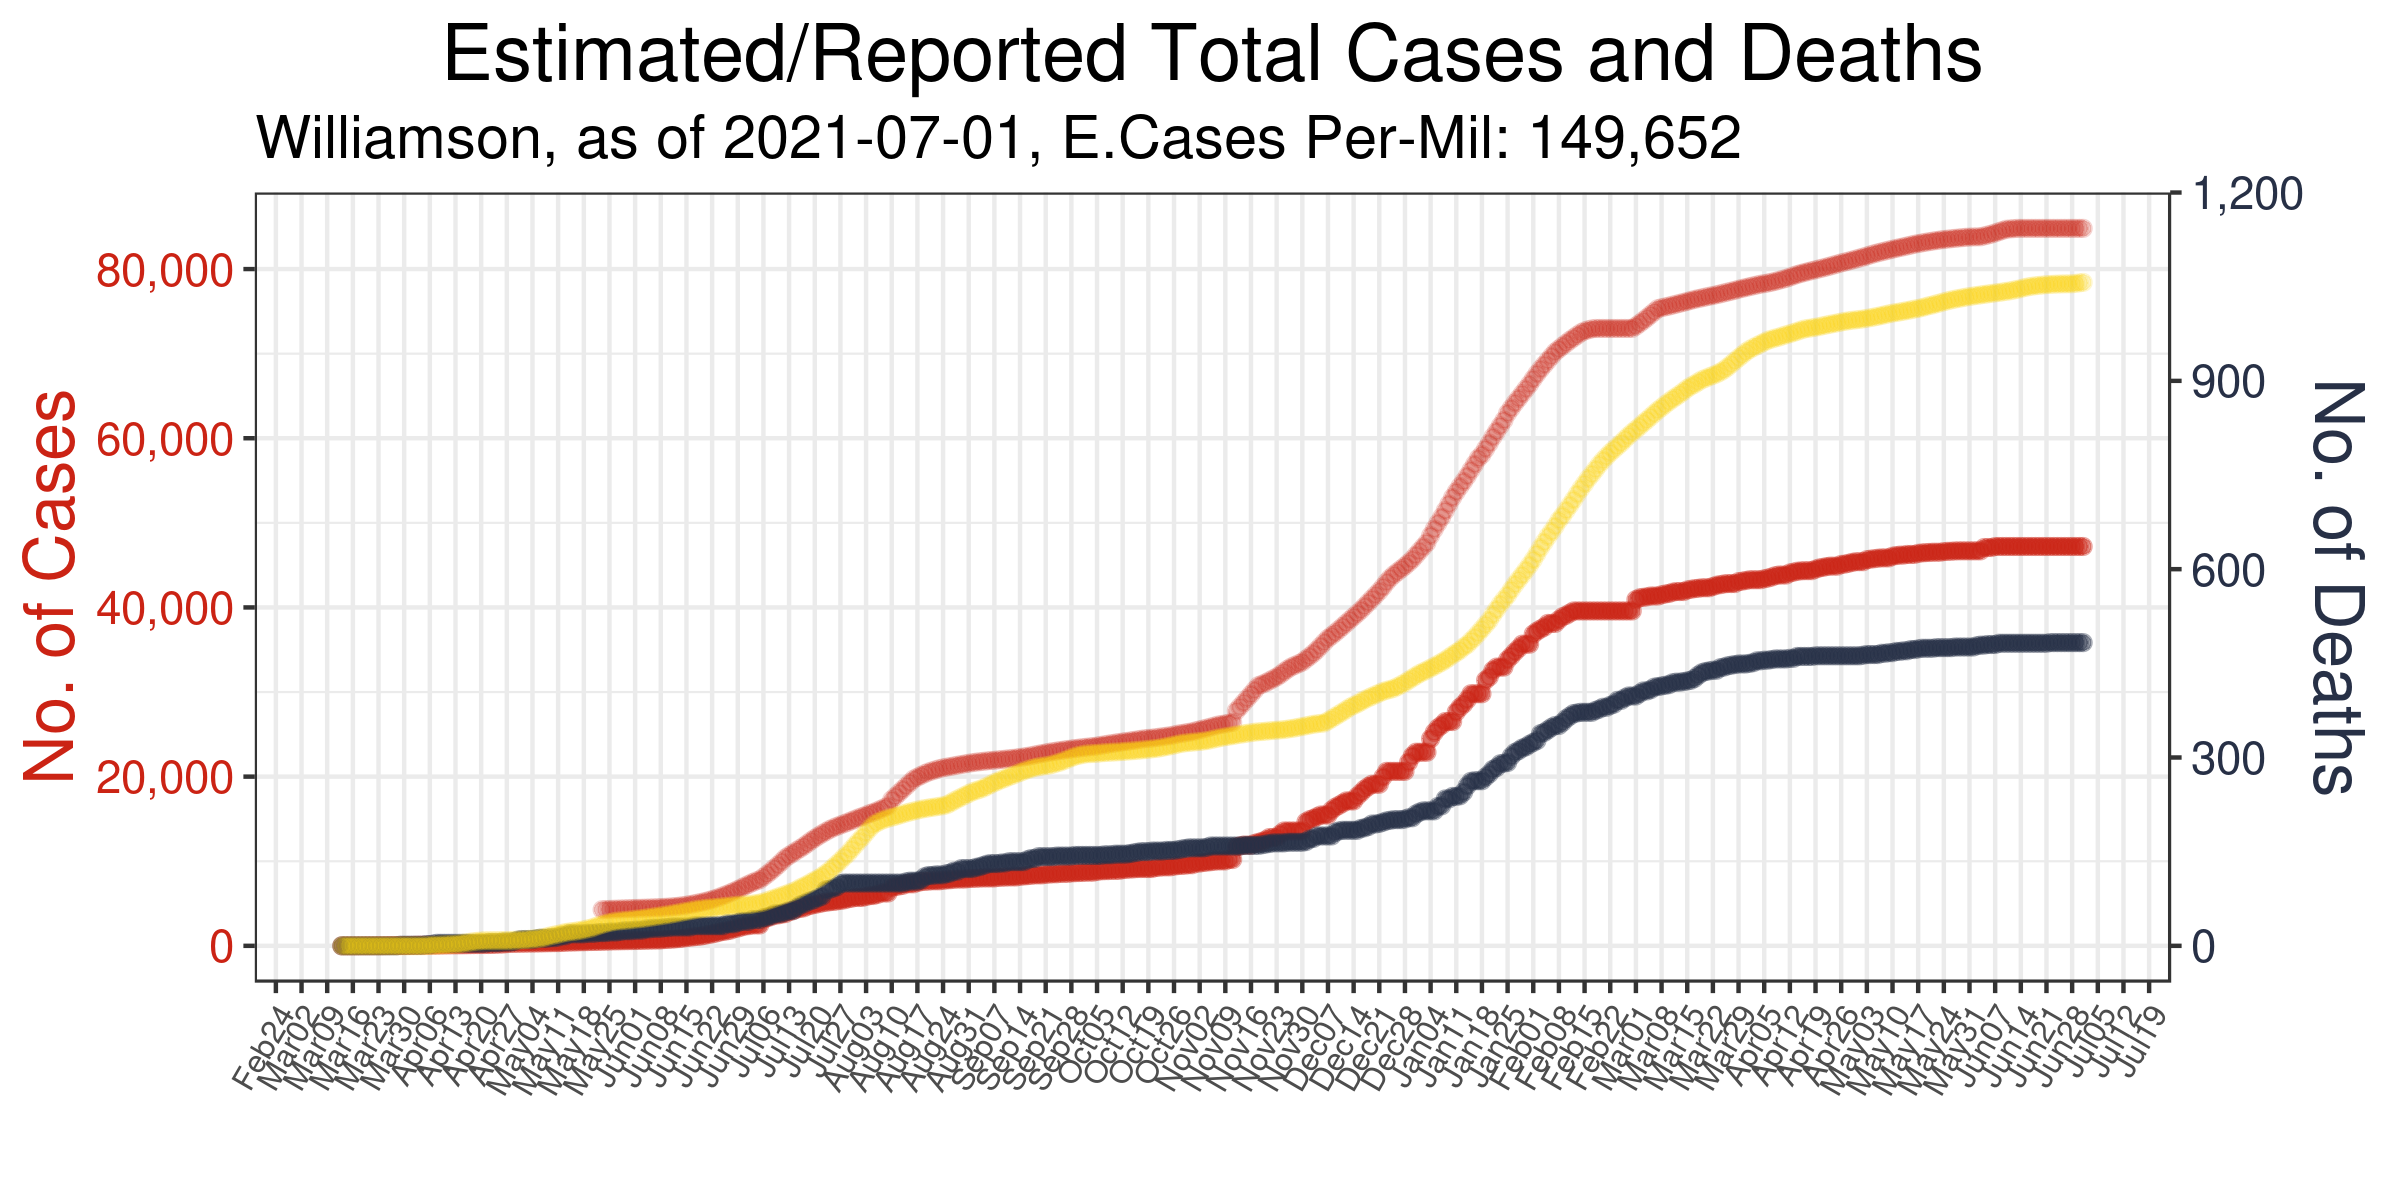 Estimated/Reported Total Cases and Deaths
Williamson, as of 2021-07-01, E.Cases Per-Mil: 149,652
No. of Cases
80,000
60,000
40,000
20,000
0
1,200
900
600
300
0
No. of Deaths
Feb24
Mar02
Mar09
Mar16
Mar23
Mar30
Apr06
Apr13
Apr20
Apr27
May04
May11
May18
May25
Jun01
Jun08
Jun15
Jun22
Jun29
Jul06
Jul13
Jul20
Jul27
Aug03
Aug10
Aug17
Aug24
Aug31
Sep07
Sep14
Sep21
Sep28
Oct05
Oct12
Oct19
Oct26
Nov02
Nov09
Nov16
Nov23
Nov30
Dec07
Dec14
Dec21
Dec28
Jan04
Jan11
Jan18
Jan25
Feb01
Feb08
Feb15
Feb22
Mar01
Mar08
Mar15
Mar22
Mar29
Apr05
Apr12
Apr19
Apr26
May03
May10
May17
May24
May31
Jun07
Jun14
Jun21
Jun28
Jul05
Jul12
Jul19